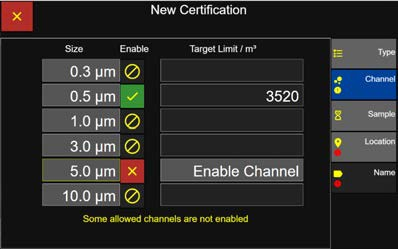 New Certification
Size Enable Target Limit / m³
0.3 µm
0.5 µm 3520
1.0 µm
3.0 µm
5.0 µm Enable Channel
10.0 µm
Some allowed channels are not enabled
Type
Channel
Sample
Location
Name